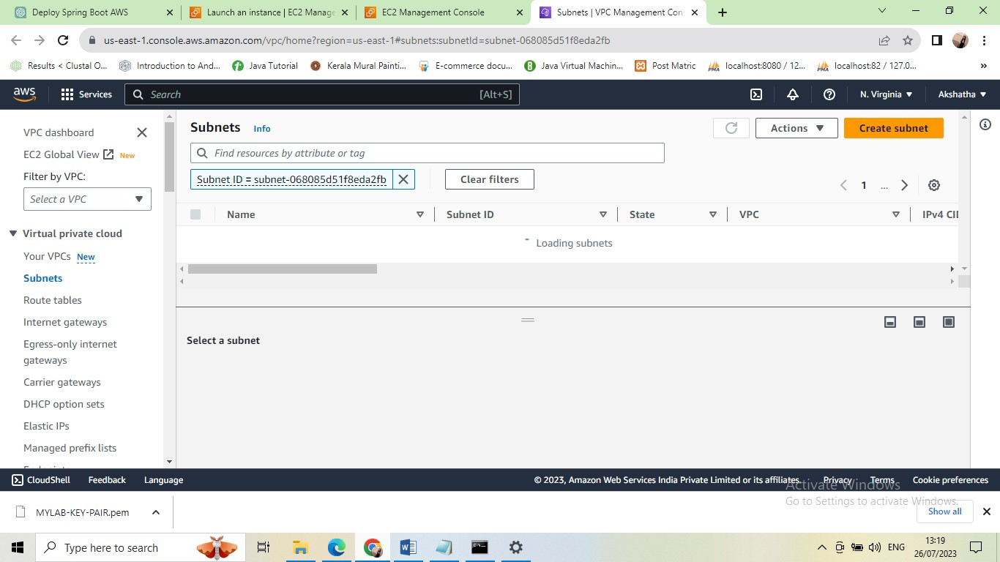 Deploy Spring Boot AWS
Launch an instance | EC2 Manage
EC2 Management Console
Subnets | VPC Management Con
us-east-1.console.aws.amazon.com/vpc/home?region=us-east-1#subnets:subnetId=subnet-068085d51f8eda2fb
Results < Clustal O...
Introduction to And...
Java Tutorial
Kerala Mural Painti...
E-commerce docu...
Java Virtual Machin...
Post Matric
localhost:8080 / 12...
localhost:82 / 127.0...
»
aws
Services
Search
[Alt+S]
N. Virginia
Akshatha
VPC dashboard
EC2 Global View
New
Filter by VPC:
Select a VPC
Virtual private cloud
Your VPCs New
Subnets
Route tables
Internet gateways
Egress-only internet
gateways
Carrier gateways
DHCP option sets
Elastic IPs
Managed prefix lists
Subnets
Info
Actions
Create subnet
Find resources by attribute or tag
Subnet ID = subnet-068085d51f8eda2fb
Clear filters
1
...
Name
Subnet ID
State
VPC
IPv4 CI
Loading subnets
Select a subnet
CloudShell
Feedback
Language
© 2023, Amazon Web Services India Private Limited or its affiliates.
Privacy
Terms
Cookie preferences
Activate Windows
Go to Settings to activate Windows.
MYLAB-KEY-PAIR.pem
Show all
Type here to search
ENG
13:19
26/07/2023